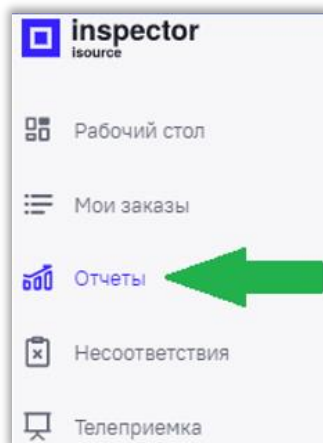 inspector
isource
Рабочий стол
Мои заказы
Отчеты
Несоответствия
Телеприемка